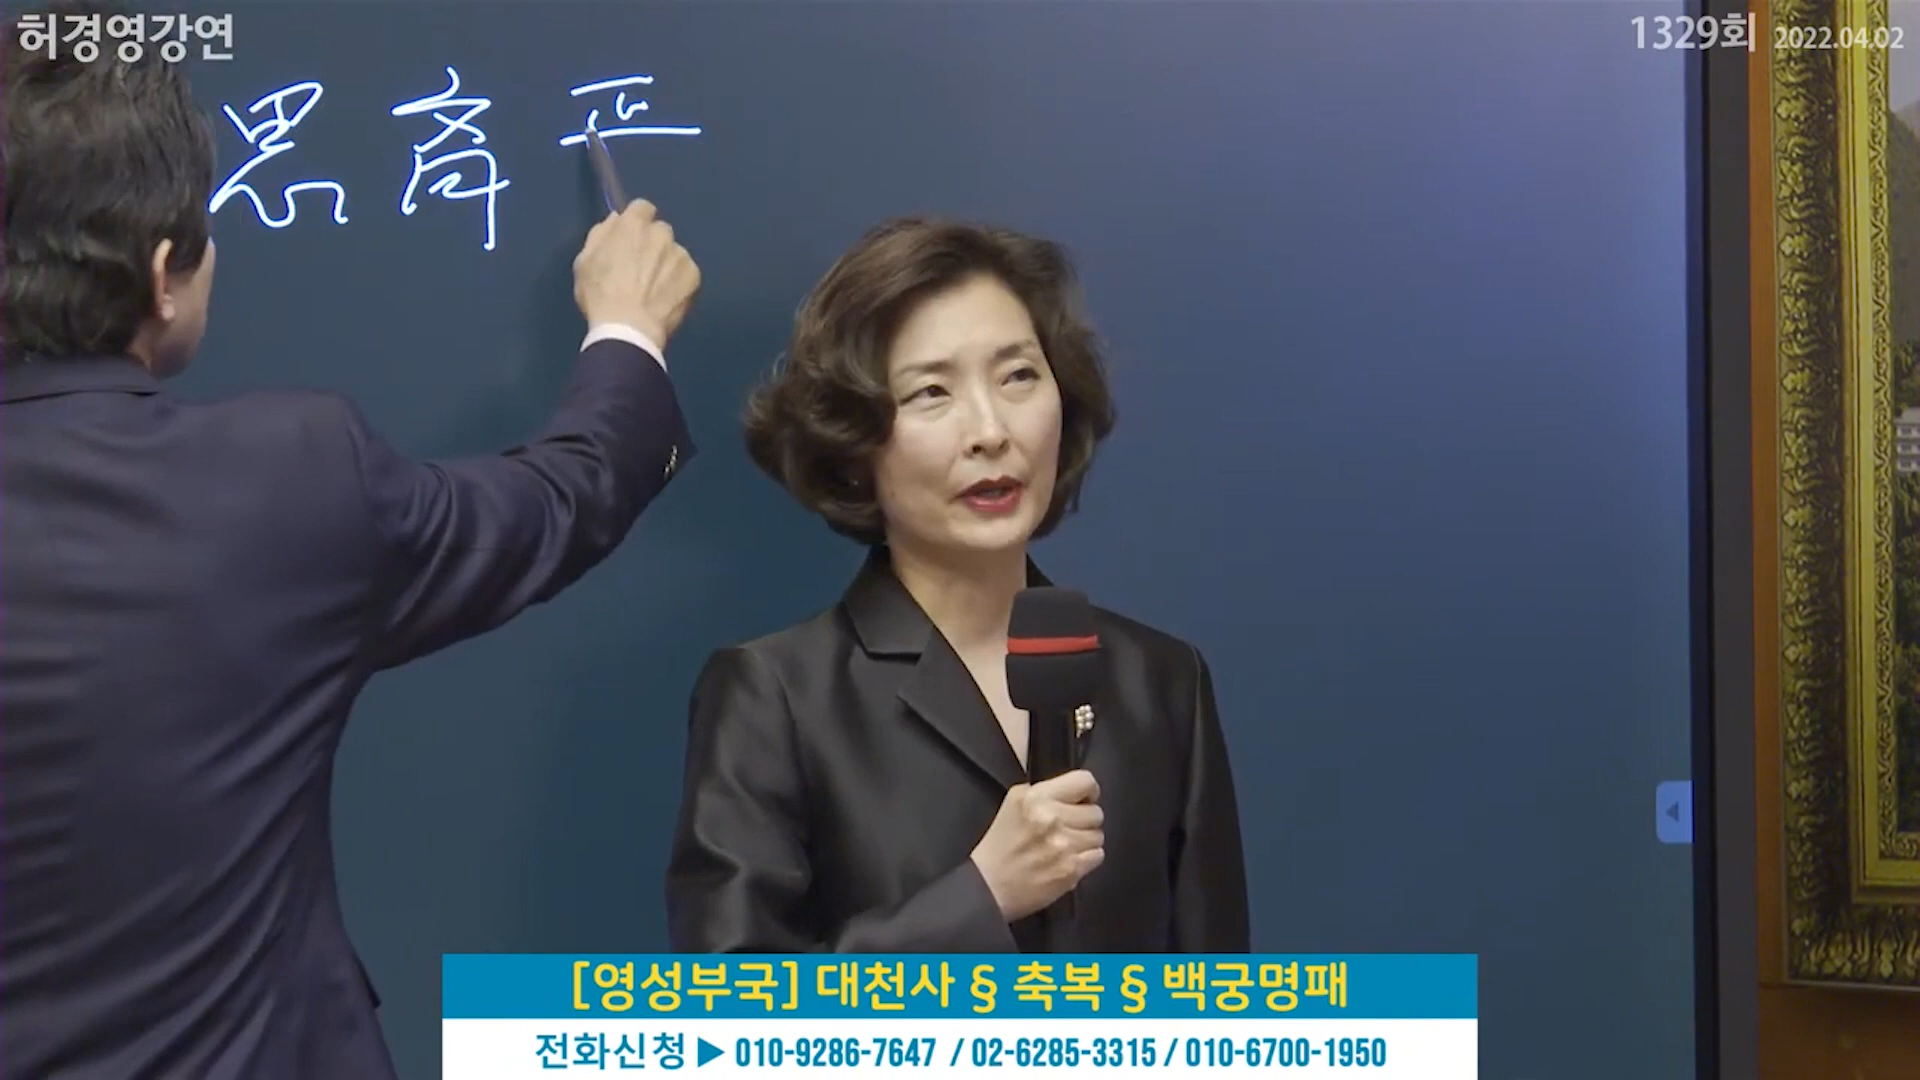 허경영강연
1329회 2022.04.02
思齊
[영성부국] 대천사 § 축복 § 백궁명패
전화신청 ▶ 010-9286-7647 / 02-6285-3315 / 010-6700-1950